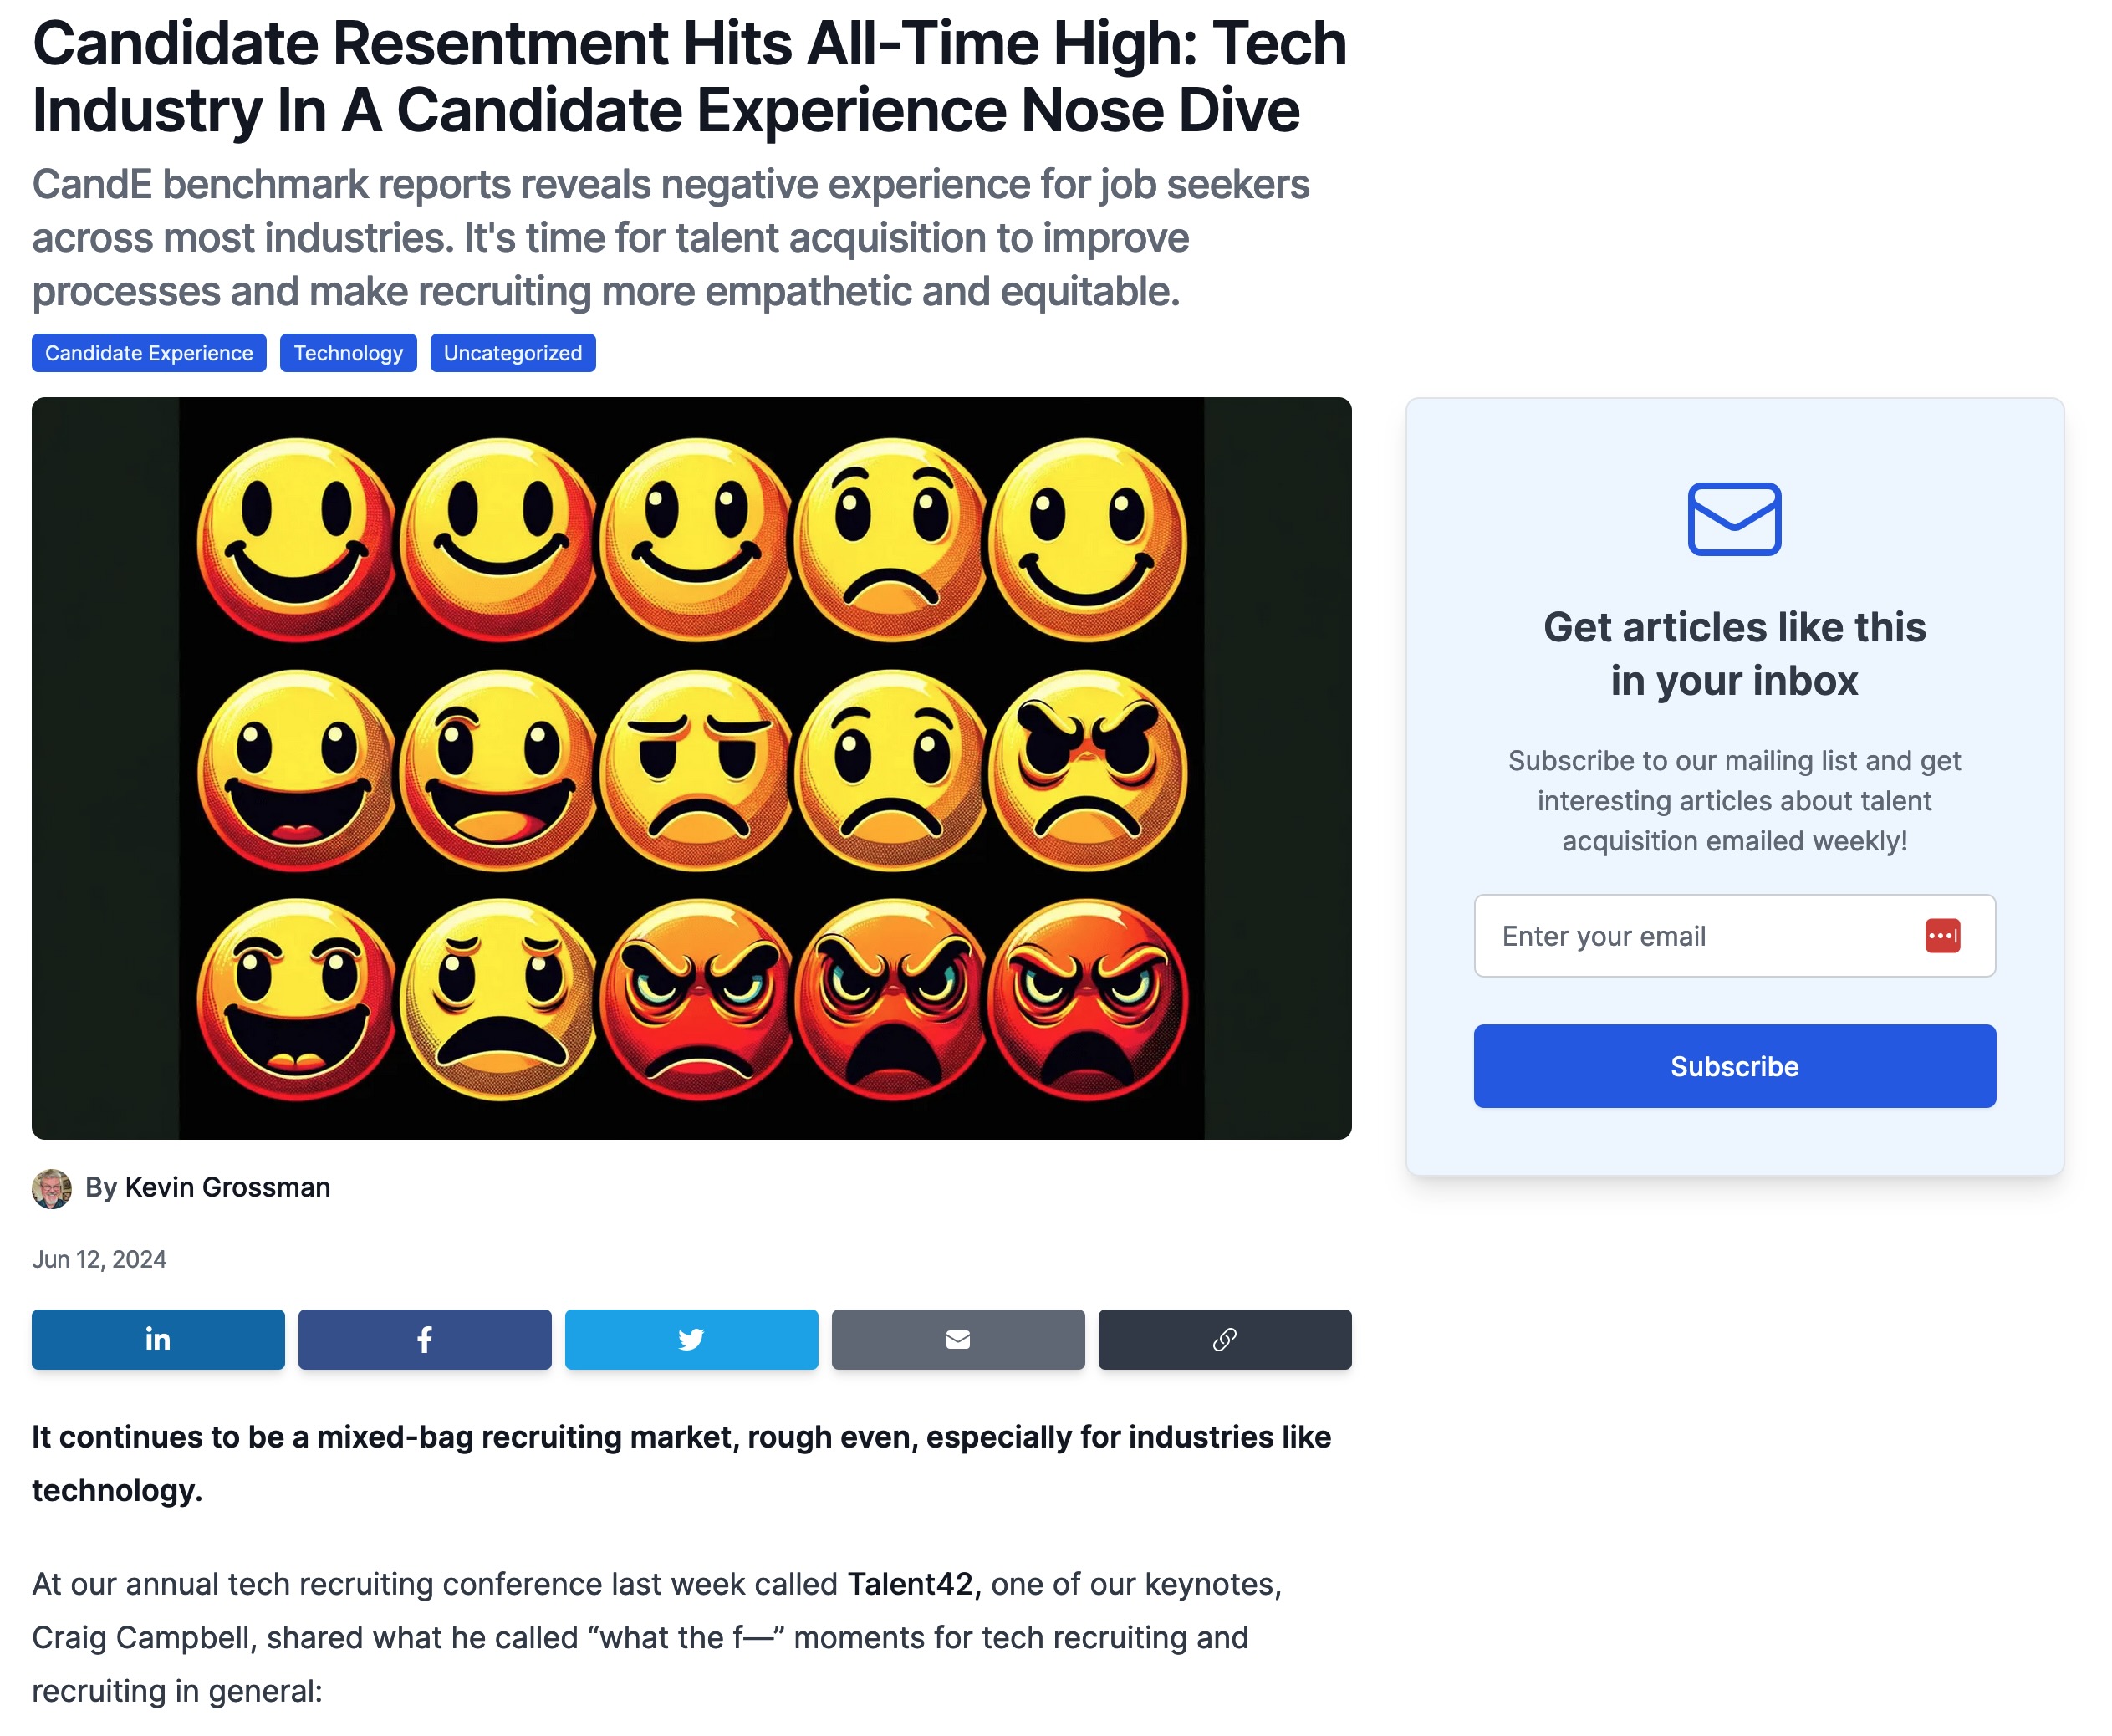 Candidate Resentment Hits All-Time High: Tech
Industry In A Candidate Experience Nose Dive
CandE benchmark reports reveals negative experience for job seekers
across most industries. It's time for talent acquisition to improve
processes and make recruiting more empathetic and equitable.
Candidate Experience
Technology
Uncategorized
Get articles like this
in your inbox
Subscribe to our mailing list and get
interesting articles about talent
acquisition emailed weekly!
Enter your email
Subscribe
By Kevin Grossman
Jun 12, 2024
in
f
It continues to be a mixed-bag recruiting market, rough even, especially for industries like
technology.
At our annual tech recruiting conference last week called Talent42, one of our keynotes,
Craig Campbell, shared what he called “what the f—” moments for tech recruiting and
recruiting in general: